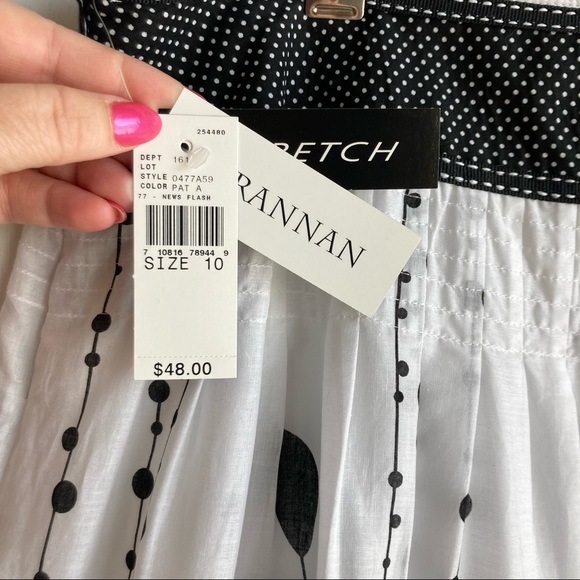 254480
DEPT 161
LOT
STYLE 0477A59
COLOR PAT A
77 - NEWS FLASH
7 10816 78944 9
SIZE 10
$48.00
RANNAN
ETCH